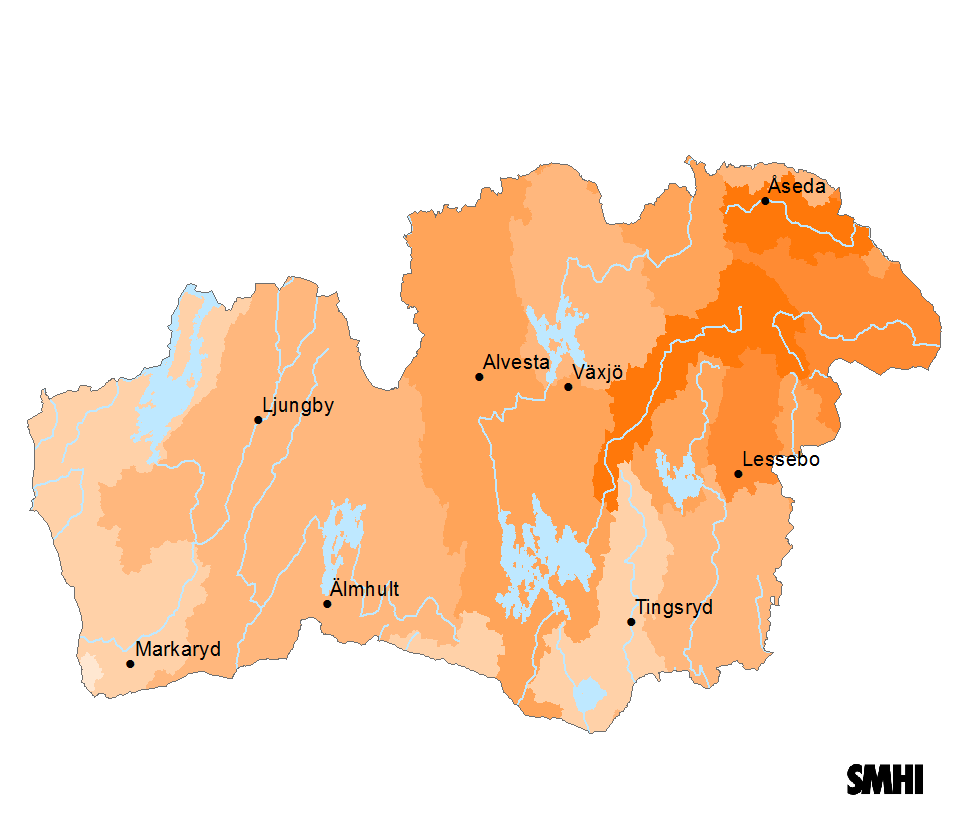 Åseda
Alvesta
Växjö
Ljungby
Lessebo
Älmhult
Tingsryd
Markaryd
SMHI